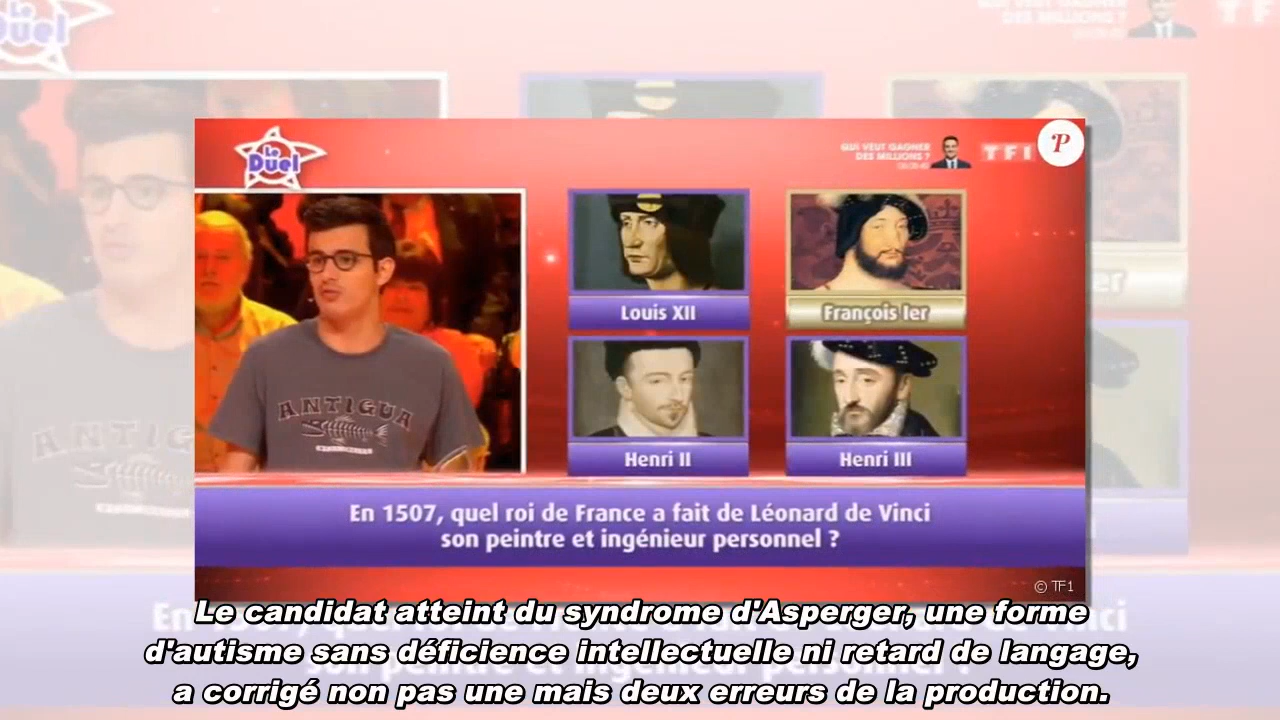 Le
Duel
QUI VEUT GAGNER
DES MILLIONS ?
TF1
P
Louis XII
François Ier
Henri II
Henri III
ANTIGUA
En 1507, quel roi de France a fait de Léonard de Vinci
son peintre et ingénieur personnel ?
© TF1
Le candidat atteint du syndrome d'Asperger, une forme
d'autisme sans déficience intellectuelle ni retard de langage,
a corrigé non pas une mais deux erreurs de la production.